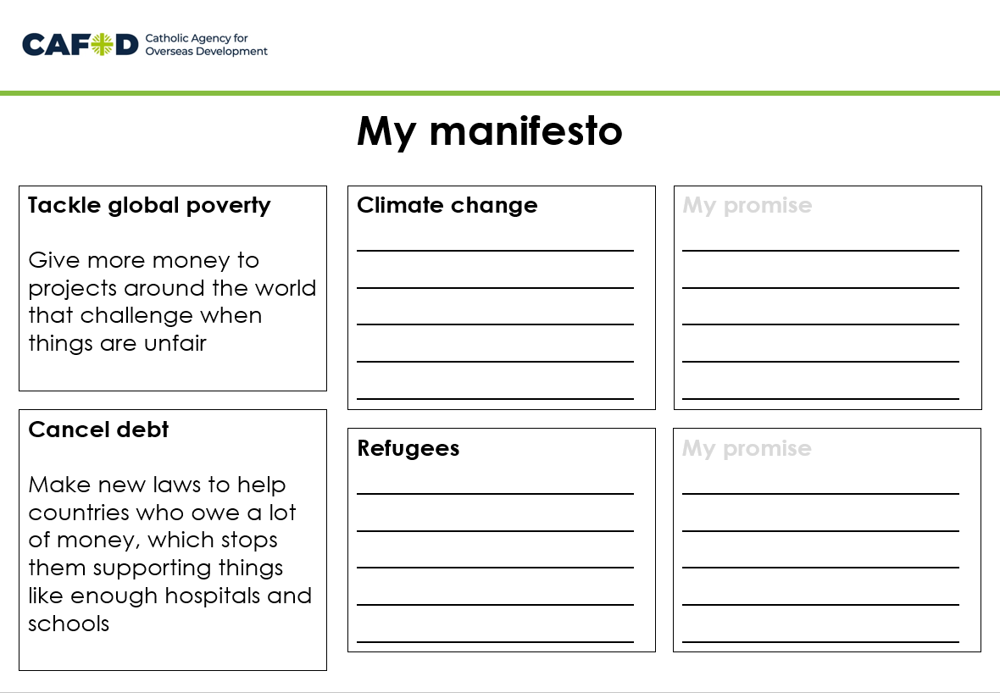 CAFOD
Catholic Agency for
Overseas Development
My manifesto
Tackle global poverty
Give more money to
projects around the world
that challenge when
things are unfair
Cancel debt
Make new laws to help
countries who owe a lot
of money, which stops
them supporting things
like enough hospitals and
schools
Climate change
Refugees
My promise
My promise